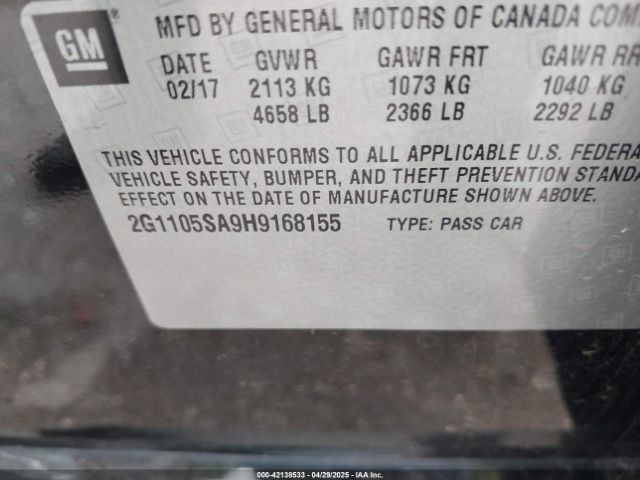 GM
MFD BY GENERAL MOTORS OF CANADA
DATE GVWR GAWR FRT GAWR RR
02/17 2113 KG 1073 KG 1040 KG
4658 LB 2366 LB 2292 LB
THIS VEHICLE CONFORMS TO ALL APPLICABLE U.S. FEDERA
VEHICLE SAFETY, BUMPER, AND THEFT PREVENTION STANDA
EFFECT ON THE DATE OF MANUFACTURE SHOWN ABOVE.
2G1105SA9H9168155 TYPE: PASS CAR
000-42138533 - 04/29/2025 - IAA Inc.